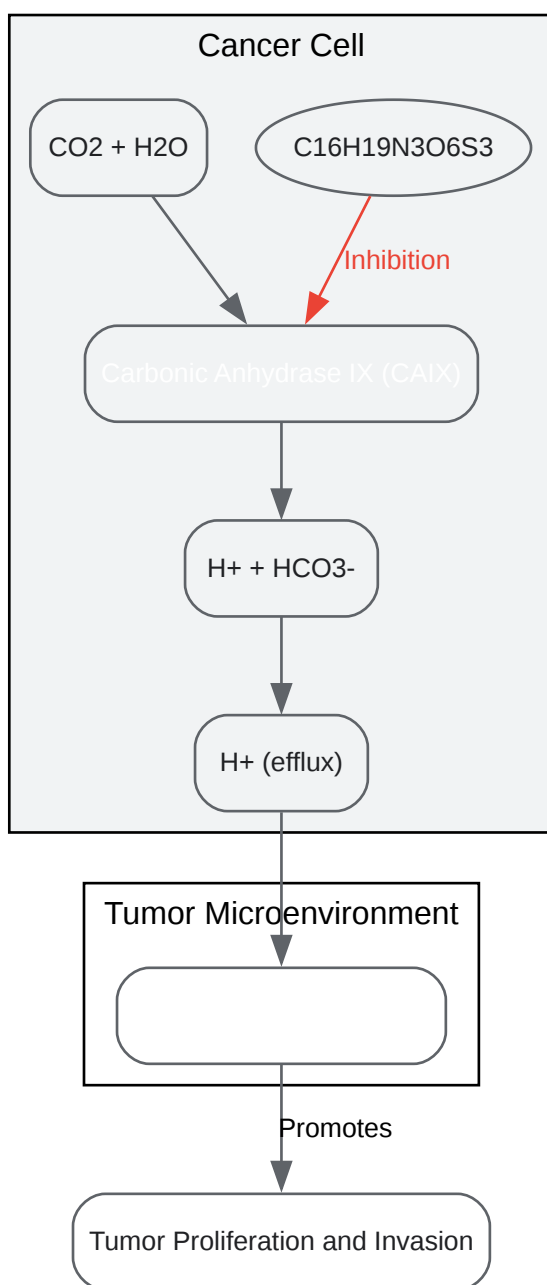 Cancer Cell
CO2 + H2O
C16H19N3O6S3
Inhibition
Carbonic Anhydrase IX (CAIX)
H+ + HCO3-
H+ (efflux)
Tumor Microenvironment
Promotes
Tumor Proliferation and Invasion